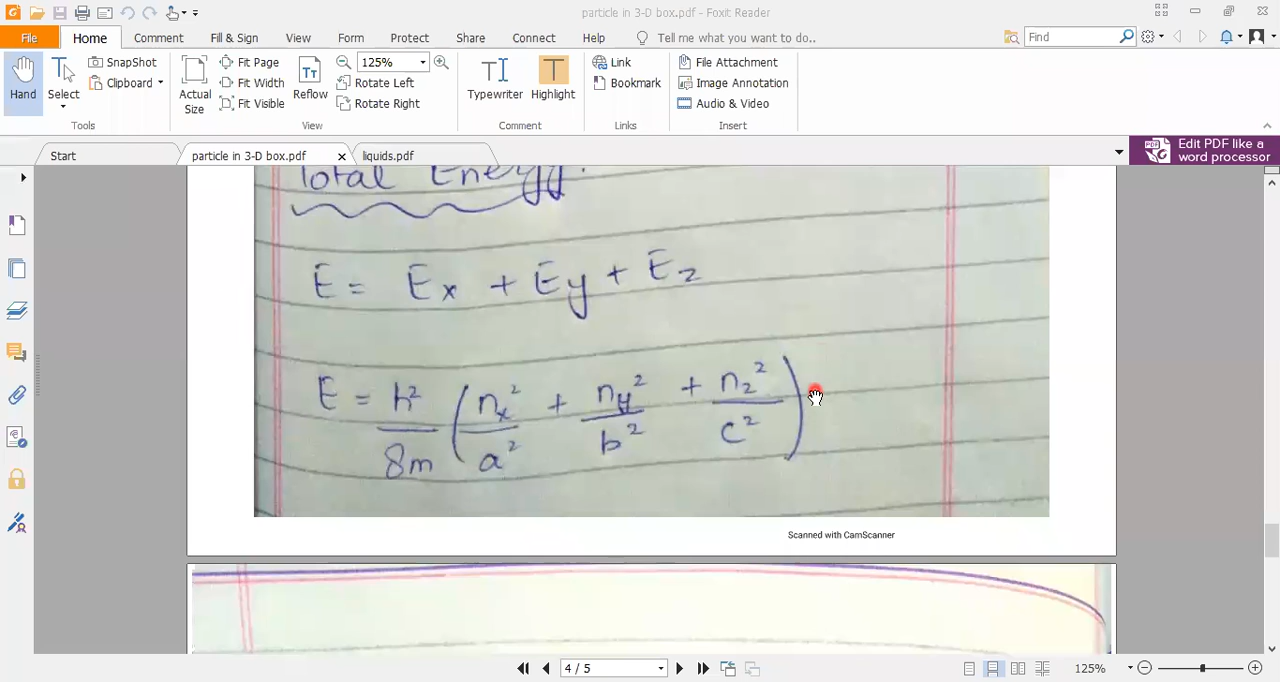 particle in 3-D box.pdf - Foxit Reader
File Home Comment Fill & Sign View Form Protect Share Connect Help Tell me what you want to do.. Find
Hand
Select
SnapShot
Clipboard
Tools
Actual Size
Fit Page
Fit Width
Fit Visible
Reflow
125%
Rotate Left
Rotate Right
View
Typewriter
Highlight
Comment
Link
Bookmark
Links
File Attachment
Image Annotation
Audio & Video
Insert
Start particle in 3-D box.pdf liquids.pdf
Edit PDF like a
word processor
Total Energy.
E = Ex + Ey + Ez
E = h²/8m (nx²/a² + ny²/b² + nz²/c²)
Scanned with CamScanner
4 / 5 125%